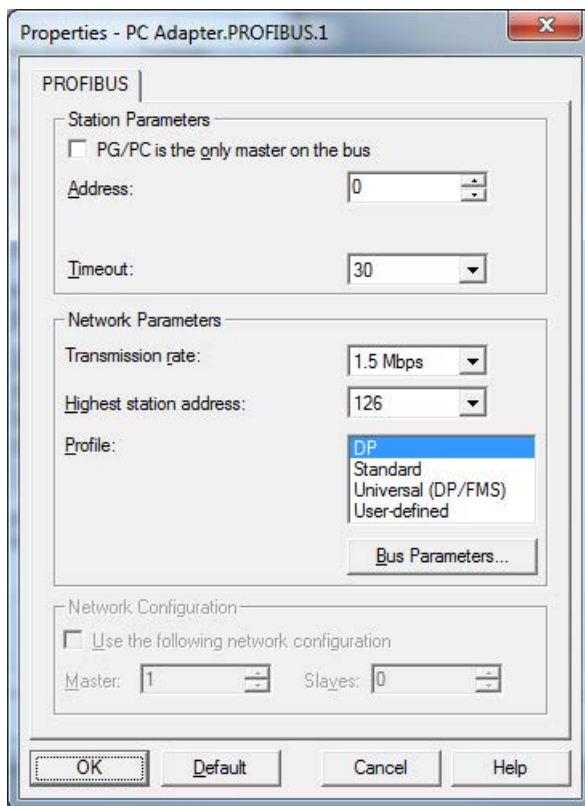 Properties - PC Adapter.PROFIBUS.1
PROFIBUS
Station Parameters
PG/PC is the only master on the bus
Address: 0
Timeout: 30
Network Parameters
Transmission rate: 1.5 Mbps
Highest station address: 126
Profile: DP
Standard
Universal (DP/FMS)
User-defined
Bus Parameters...
Network Configuration
Use the following network configuration
Master: 1 Slaves: 0
OK Default Cancel Help